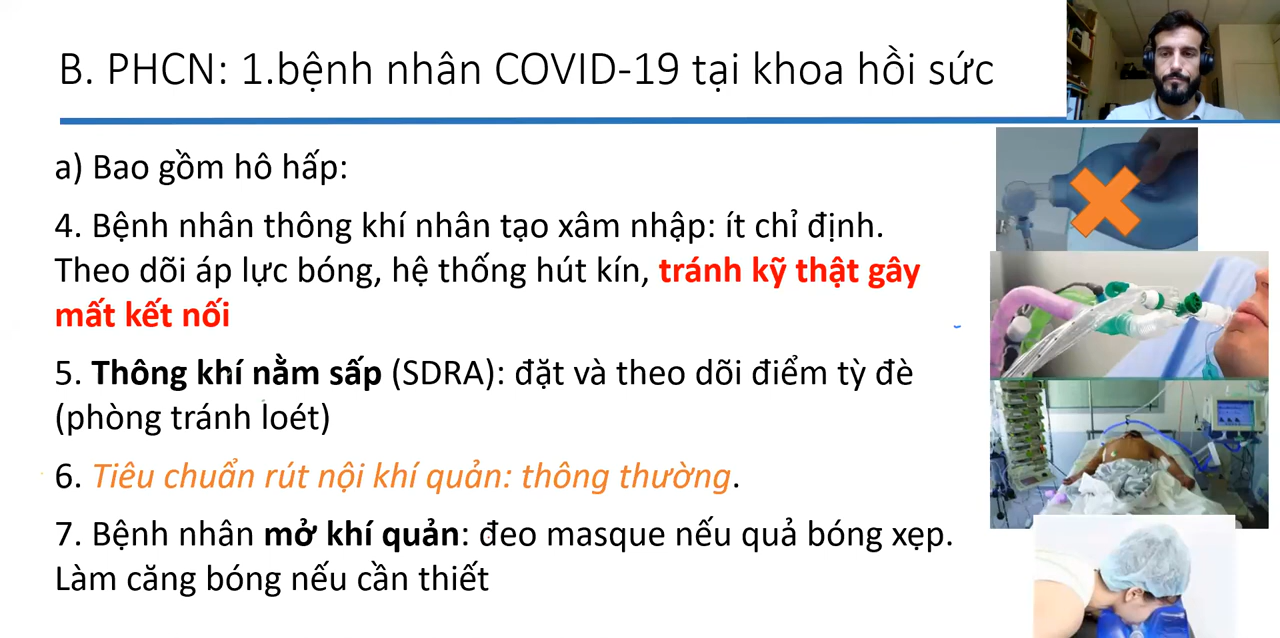 B. PHCN: 1.bệnh nhân COVID-19 tại khoa hồi sức
a) Bao gồm hô hấp:
4. Bệnh nhân thông khí nhân tạo xâm nhập: ít chỉ định.
Theo dõi áp lực bóng, hệ thống hút kín, tránh kỹ thật gây
mất kết nối
5. Thông khí nằm sấp (SDRA): đặt và theo dõi điểm tỳ đè
(phòng tránh loét)
6. Tiêu chuẩn rút nội khí quản: thông thường.
7. Bệnh nhân mở khí quản: đeo masque nếu quả bóng xẹp.
Làm căng bóng nếu cần thiết